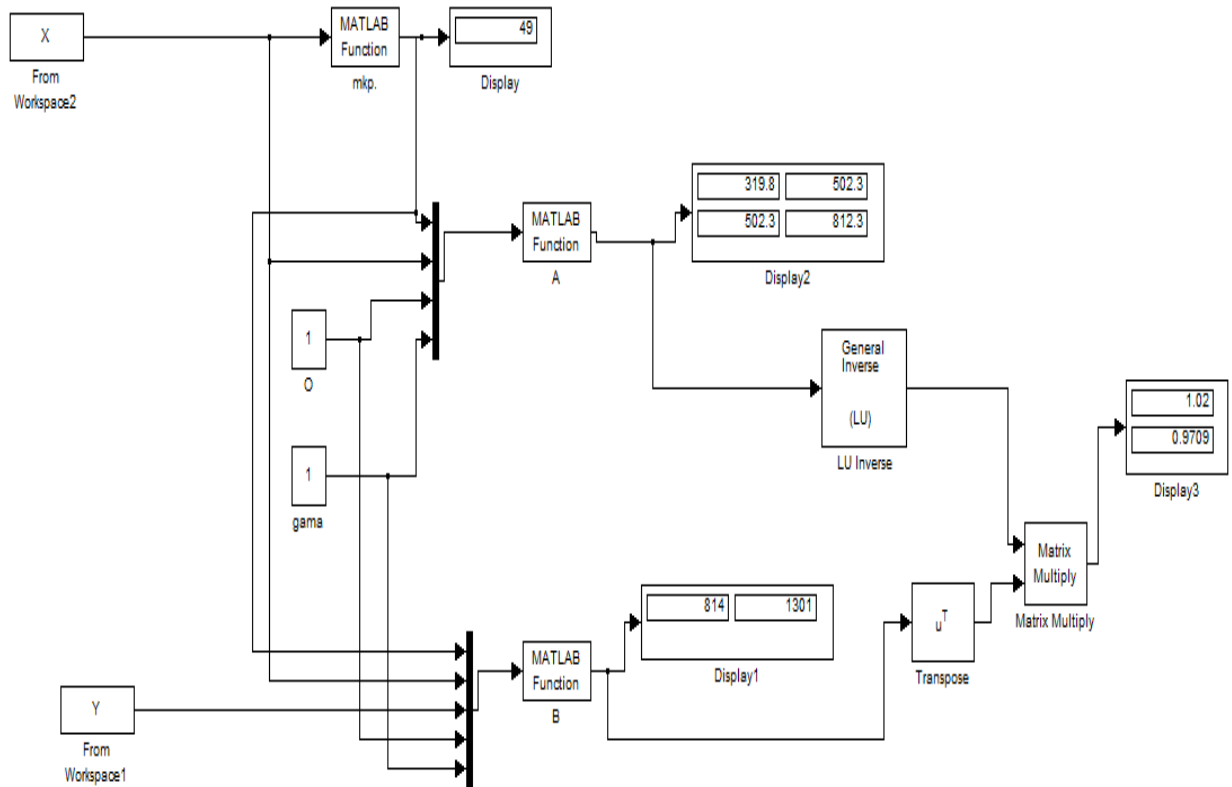 X
From
Workspace2
MATLAB
Function
mkp.
49
Display
MATLAB
Function
A
319.8 502.3
502.3 812.3
Display2
1
O
General
Inverse
(LU)
LU Inverse
1.02
0.9709
Display3
1
gama
Matrix
Multiply
Matrix Multiply
814 1301
Display1
u^T
Transpose
MATLAB
Function
B
Y
From
Workspace1